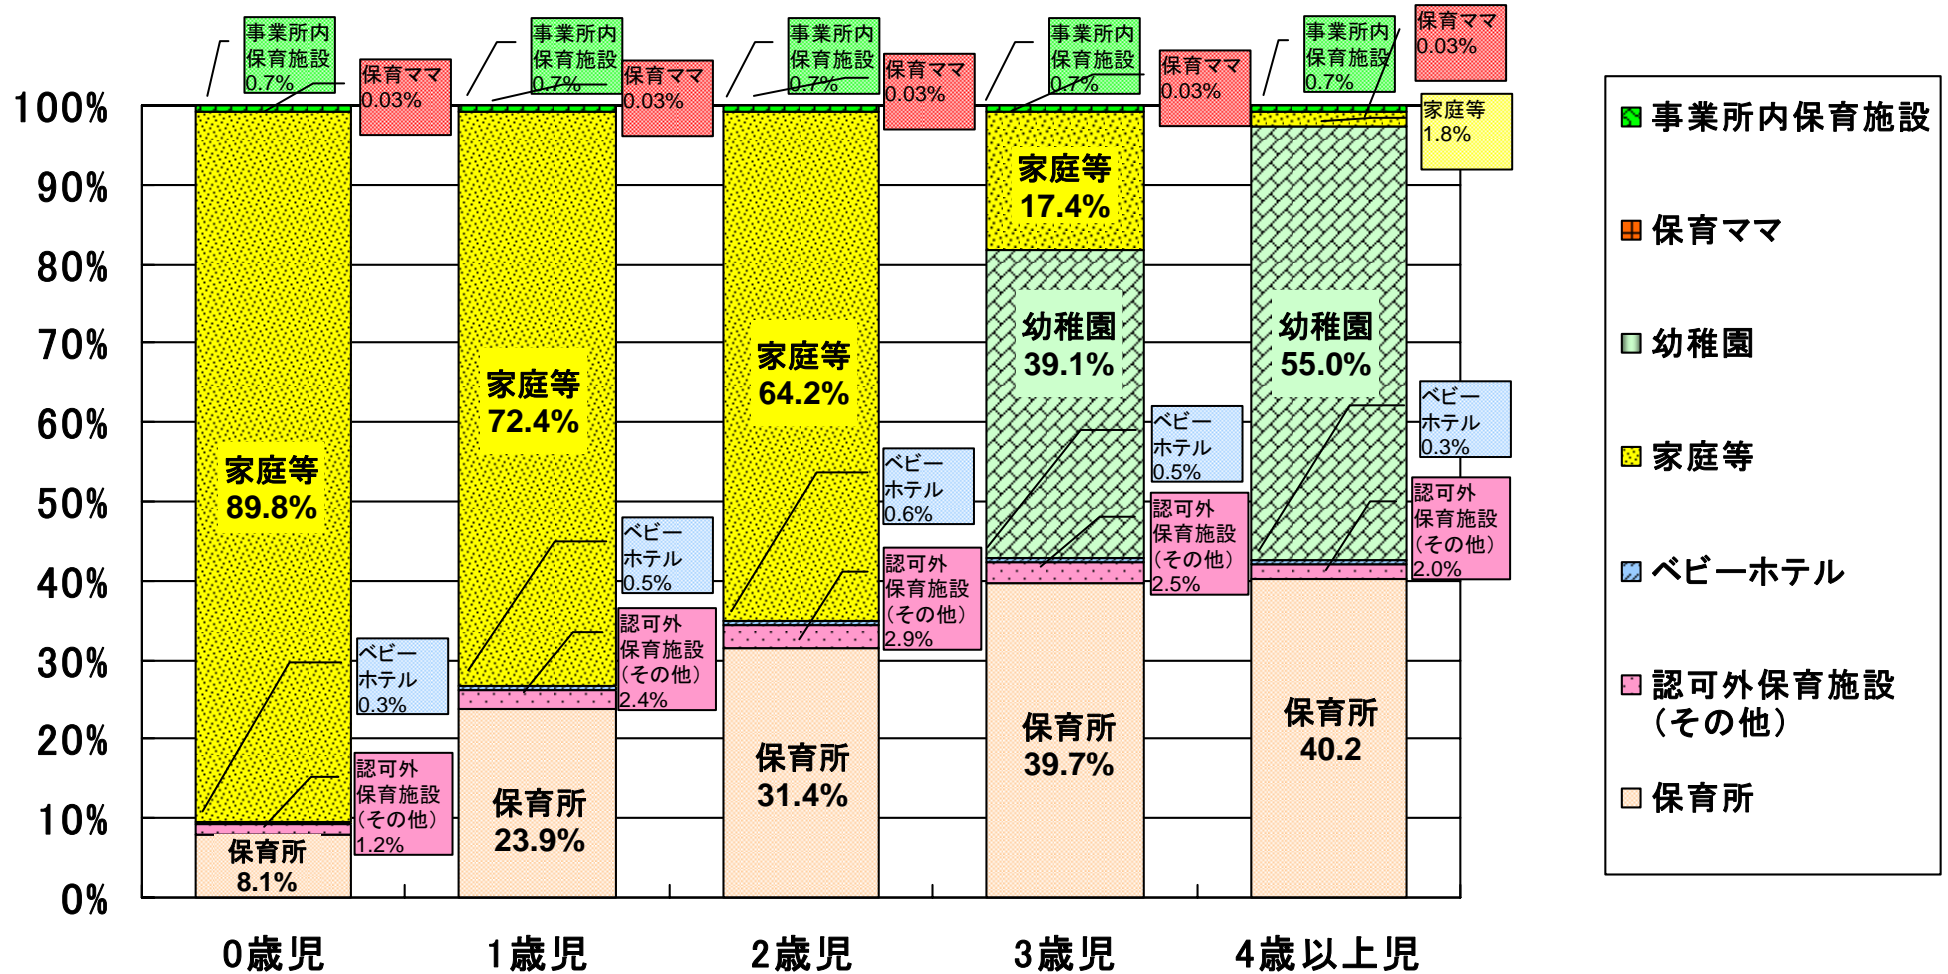 事業所内
保育施設
0.7%
保育ママ
0.03%
事業所内
保育施設
0.7%
保育ママ
0.03%
事業所内
保育施設
0.7%
保育ママ
0.03%
事業所内
保育施設
0.7%
保育ママ
0.03%
事業所内
保育施設
0.7%
保育ママ
0.03%
家庭等
1.8%
100%
90%
80%
70%
60%
50%
40%
30%
20%
10%
0%
家庭等
89.8%
ベビー
ホテル
0.3%
認可外
保育施設
(その他)
1.2%
保育所
8.1%
家庭等
72.4%
ベビー
ホテル
0.5%
認可外
保育施設
(その他)
2.4%
保育所
23.9%
家庭等
64.2%
ベビー
ホテル
0.6%
認可外
保育施設
(その他)
2.9%
保育所
31.4%
家庭等
17.4%
幼稚園
39.1%
ベビー
ホテル
0.5%
認可外
保育施設
(その他)
2.5%
保育所
39.7%
幼稚園
55.0%
ベビー
ホテル
0.3%
認可外
保育施設
(その他)
2.0%
保育所
40.2
0歳児
1歳児
2歳児
3歳児
4歳以上児
事業所内保育施設
保育ママ
幼稚園
家庭等
ベビーホテル
認可外保育施設
(その他)
保育所